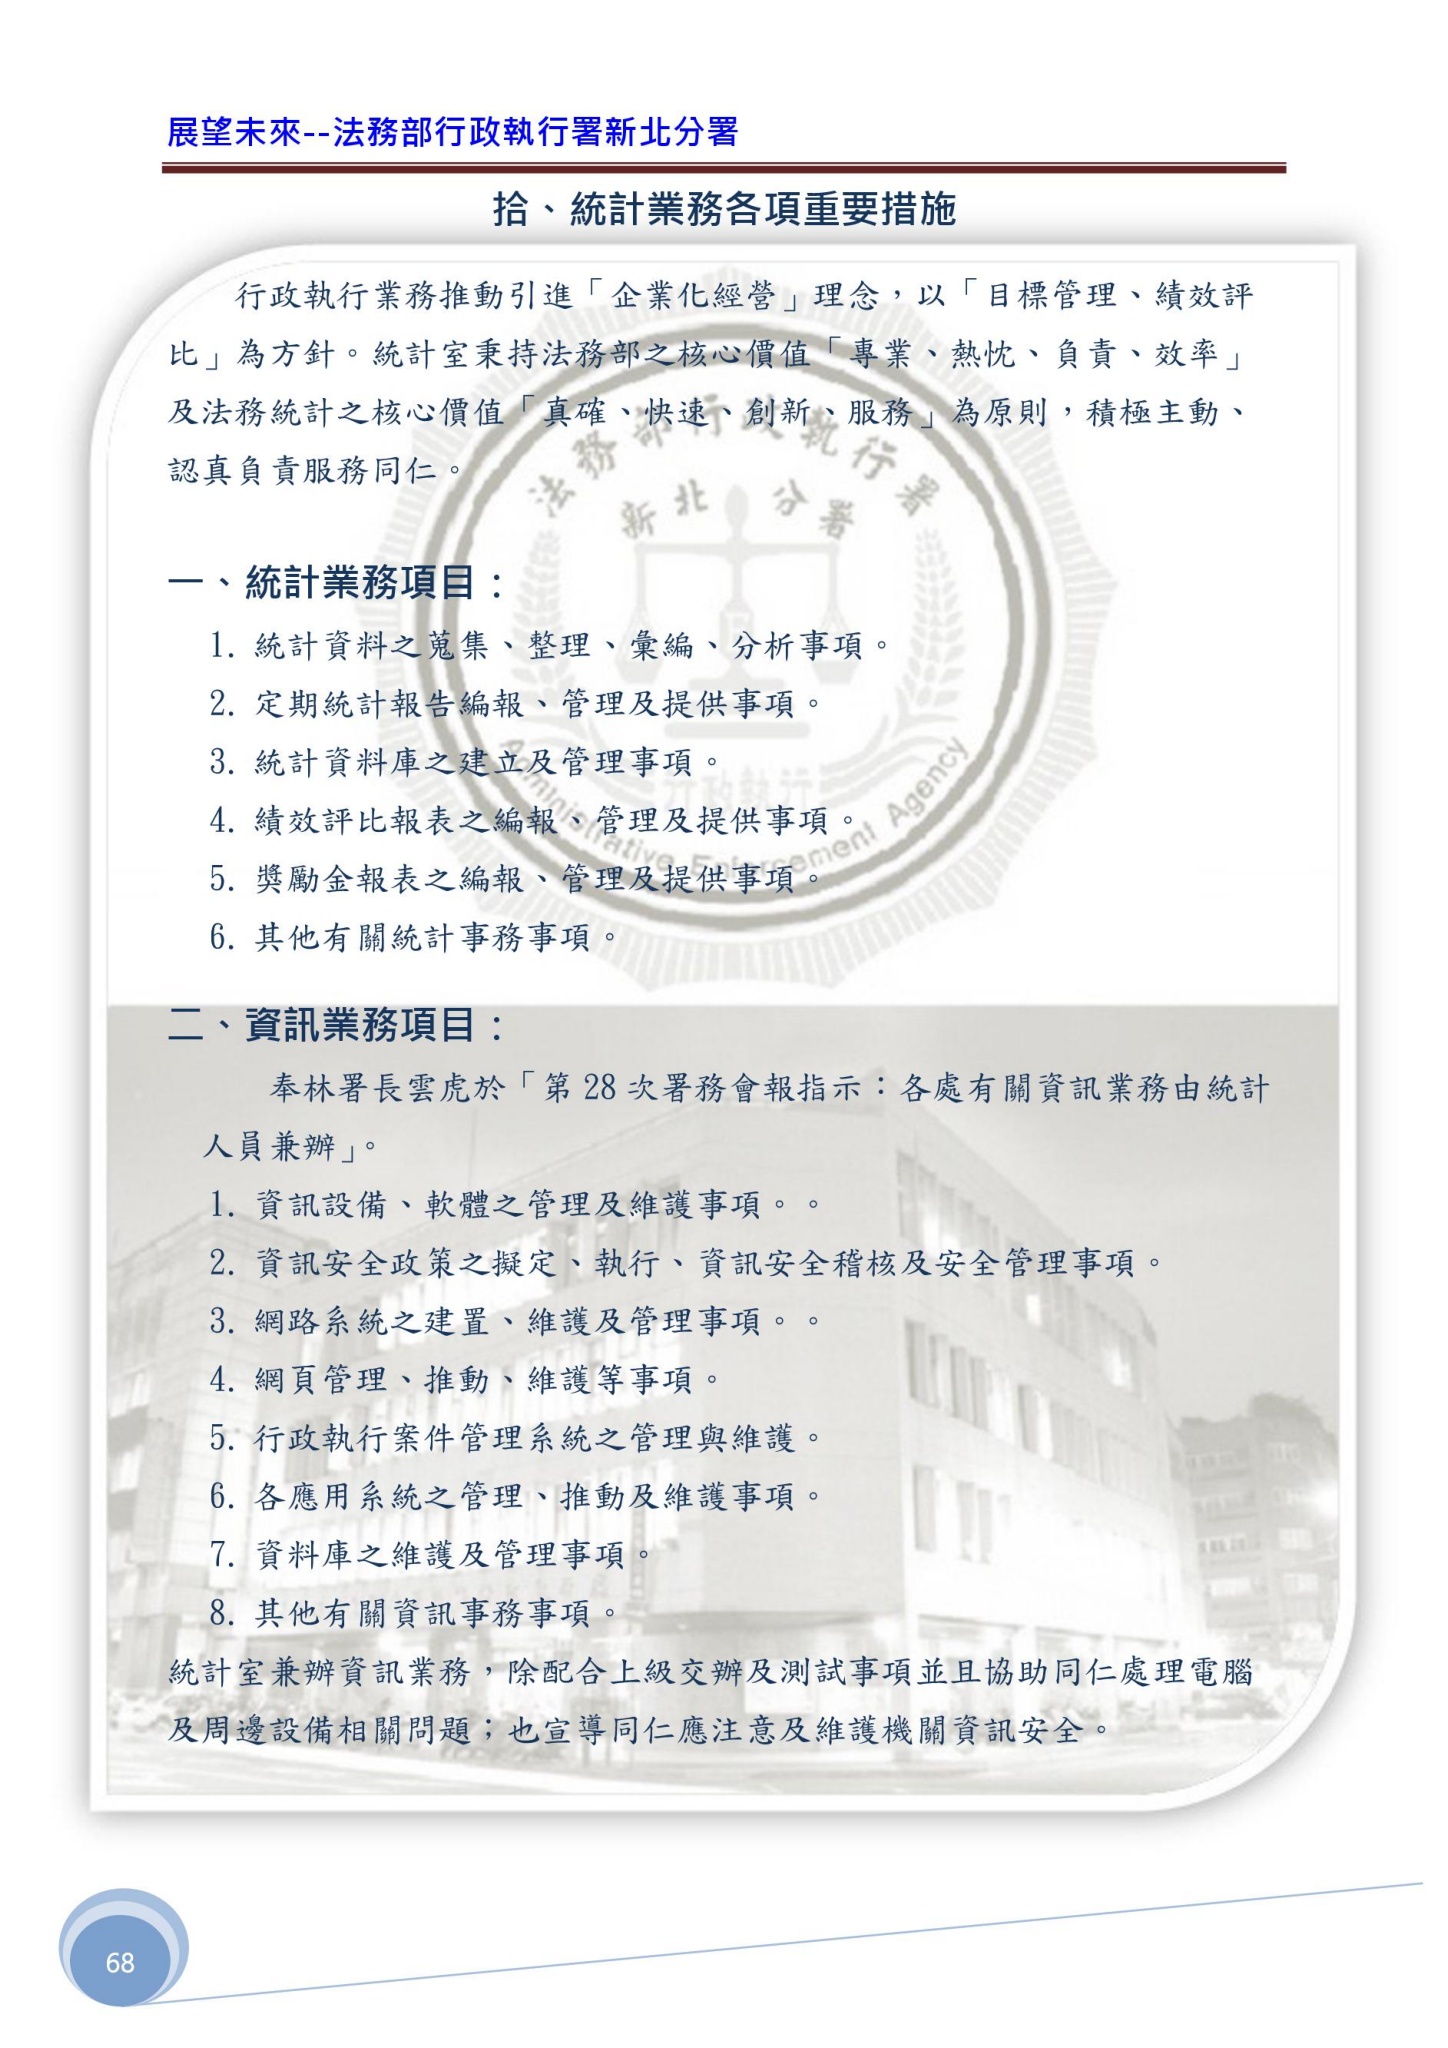 展望未來--法務部行政執行署新北分署
拾、統計業務各項重要措施
行政執行業務推動引進「企業化經營」理念，以「目標管理、績效評
比」為方針。統計室秉持法務部之核心價值「專業、熱忱、負責、效率」
及法務統計之核心價值「真確、快速、創新、服務」為原則，積極主動、
認真負責服務同仁。
法務部行政執行署
新北分署
一、統計業務項目：
1. 統計資料之蒐集、整理、彙編、分析事項。
2. 定期統計報告編報、管理及提供事項。
3. 統計資料庫之建立及管理事項。
行政執行
4. 績效評比報表之編報、管理及提供事項。
Administrative Enforcement Agency
5. 獎勵金報表之編報、管理及提供事項。
6. 其他有關統計事務事項。
二、資訊業務項目：
奉林署長雲虎於「第 28 次署務會報指示：各處有關資訊業務由統計
人員兼辦」。
1. 資訊設備、軟體之管理及維護事項。。
2. 資訊安全政策之擬定、執行、資訊安全稽核及安全管理事項。
3. 網路系統之建置、維護及管理事項。。
4. 網頁管理、推動、維護等事項。
5. 行政執行案件管理系統之管理與維護。
6. 各應用系統之管理、推動及維護事項。
7. 資料庫之維護及管理事項。
8. 其他有關資訊事務事項。
統計室兼辦資訊業務，除配合上級交辦及測試事項並且協助同仁處理電腦
及周邊設備相關問題；也宣導同仁應注意及維護機關資訊安全。
68